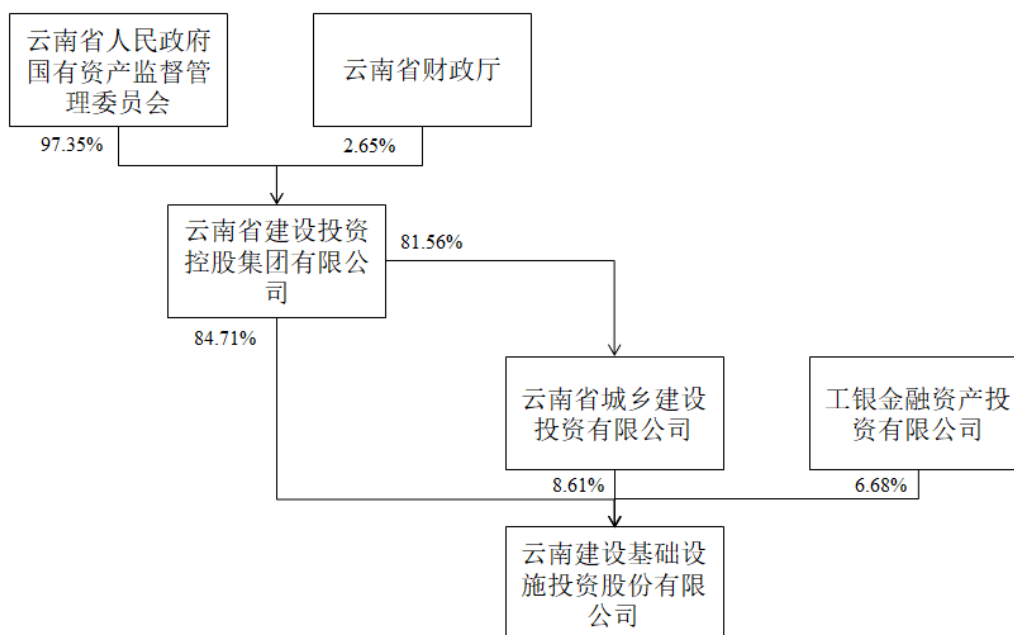 云南省人民政府
国有资产监督管
理委员会
云南省财政厅
97.35%
2.65%
云南省建设投资
控股集团有限公
司
81.56%
84.71%
云南省城乡建设
投资有限公司
工银金融资产投
资有限公司
8.61%
6.68%
云南建设基础设
施投资股份有限
公司